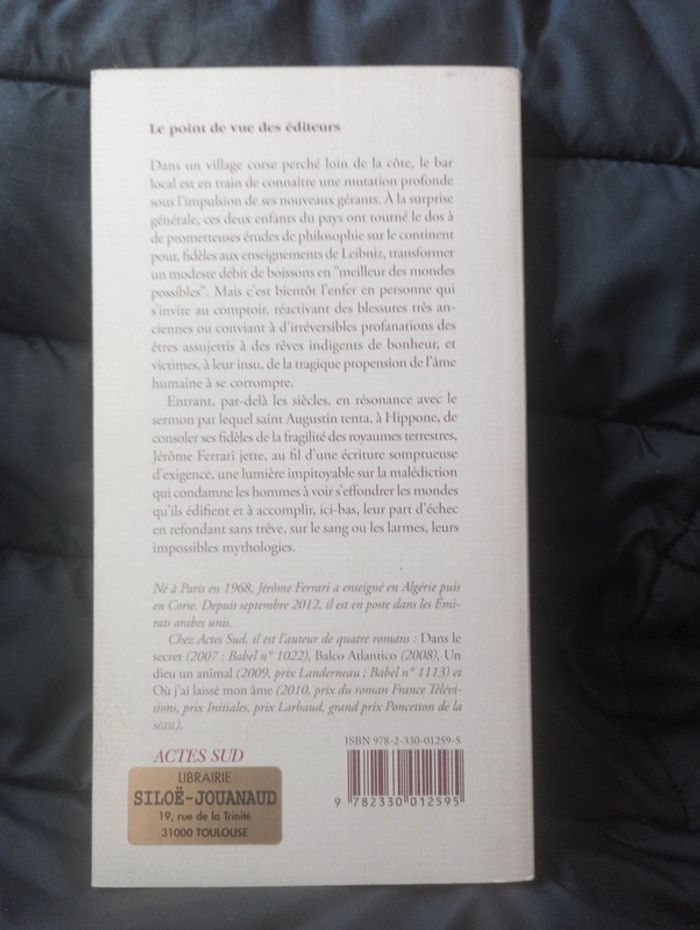 Le point de vue des éditeurs
Dans un village corse perché loin de la côte, le bar
local est en train de connaître une mutation profonde
sous l'impulsion de ses nouveaux gérants. À la surprise
générale, ces deux enfants du pays ont tourné le dos à
de prometteuses études de philosophie sur le continent
pour, fidèles aux enseignements de Leibniz, transformer
un modeste débit de boissons en "meilleur des mondes
possibles". Mais c'est bientôt l'enfer en personne qui
s'invite au comptoir, réactivant des blessures très an-
ciennes ou conviant à d'irréversibles profanations des
êtres assujettis à des rêves indigents de bonheur, et
victimes, à leur insu, de la tragique propension de l'âme
humaine à se corrompre.
Entrant, par-delà les siècles, en résonance avec le
sermon par lequel saint Augustin tenta, à Hippone, de
consoler ses fidèles de la fragilité des royaumes terrestres,
Jérôme Ferrari jette, au fil d'une écriture somptueuse
d'exigence, une lumière impitoyable sur la malédiction
qui condamne les hommes à voir s'effondrer les mondes
qu'ils édifient et à accomplir, ici-bas, leur part d'échec
en refondant sans trêve, sur le sang ou les larmes, leurs
impossibles mythologies.
Né à Paris en 1968, Jérôme Ferrari a enseigné en Algérie puis
en Corse. Depuis septembre 2012, il est en poste dans les Émi-
rats arabes unis.
Chez Actes Sud, il est l'auteur de quatre romans : Dans le
secret (2007 ; Babel n° 1022), Balco Atlantico (2008), Un
dieu un animal (2009, prix Landerneau ; Babel n° 1113) et
Où j'ai laissé mon âme (2010, prix du roman France Télévi-
sions, prix Initiales, prix Larbaud, grand prix Poncetton de la
SGDL).
ISBN 978-2-330-01259-5
ACTES SUD
LIBRAIRIE
SILOË-JOUANAUD
19, rue de la Trinité
31000 TOULOUSE
9 782330 012595